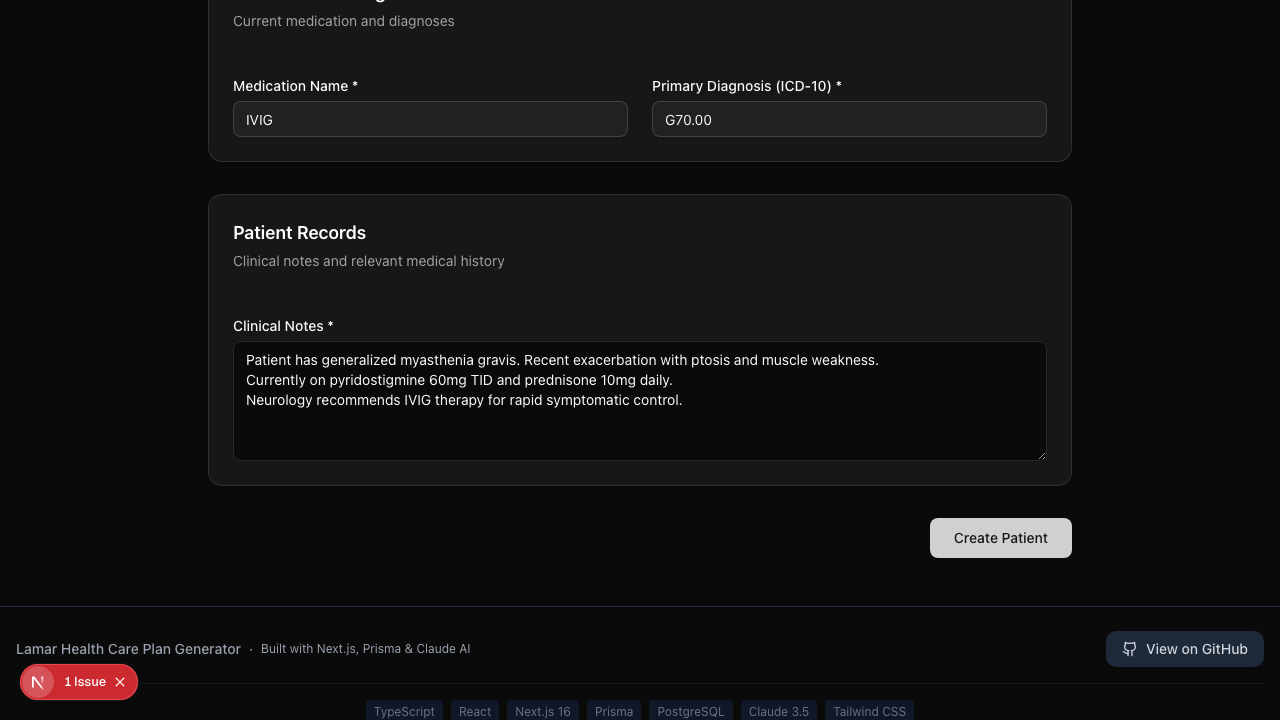 Current medication and diagnoses
Medication Name *
Primary Diagnosis (ICD-10) *
IVIG
G70.00
Patient Records
Clinical notes and relevant medical history
Clinical Notes *
Patient has generalized myasthenia gravis. Recent exacerbation with ptosis and muscle weakness.
Currently on pyridostigmine 60mg TID and prednisone 10mg daily.
Neurology recommends IVIG therapy for rapid symptomatic control.
Create Patient
Lamar Health Care Plan Generator · Built with Next.js, Prisma & Claude AI
View on GitHub
N 1 Issue
TypeScript React Next.js 16 Prisma PostgreSQL Claude 3.5 Tailwind CSS